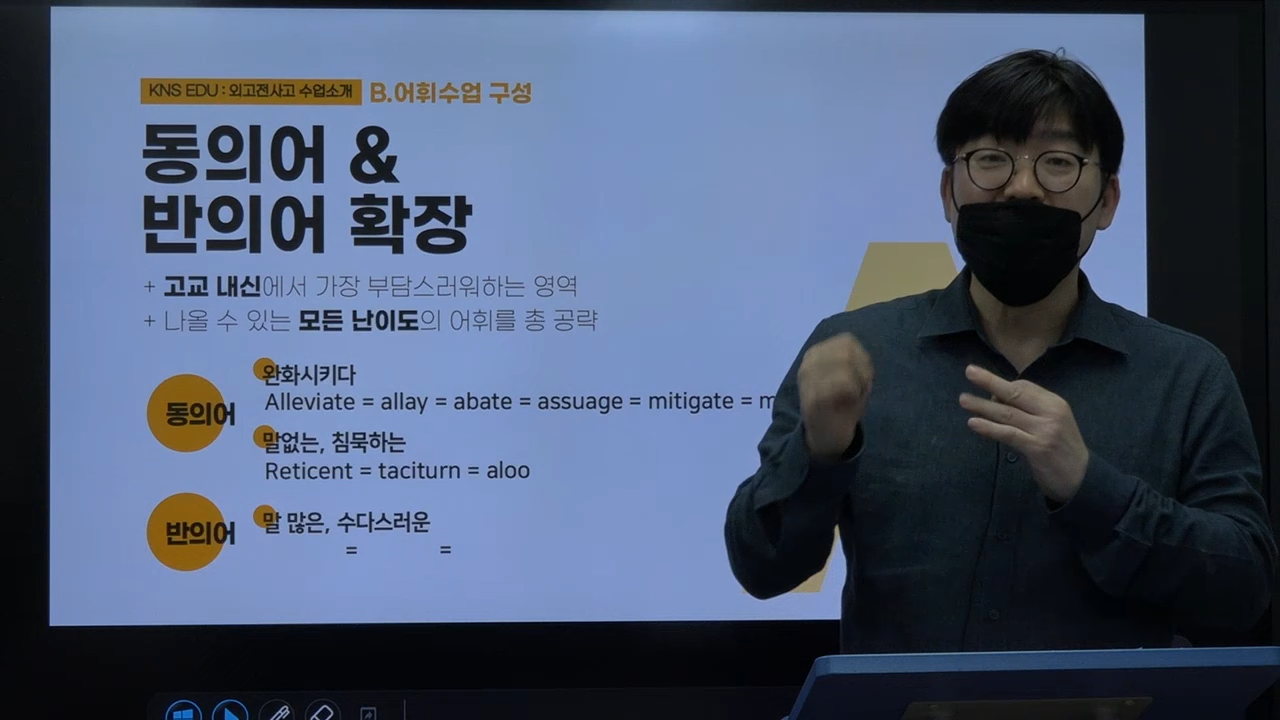 KNS EDU : 외고전사고 수업소개 B.어휘수업 구성
동의어 &
반의어 확장
+ 고교 내신에서 가장 부담스러워하는 영역
+ 나올 수 있는 모든 난이도의 어휘를 총 공략
동의어
완화시키다
Alleviate = allay = abate = assuage = mitigate = m
말없는, 침묵하는
Reticent = taciturn = aloo
반의어
말 많은, 수다스러운
= =